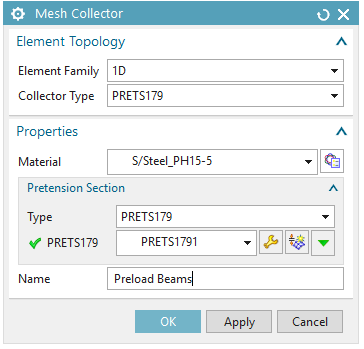 Mesh Collector
Element Topology
Element Family 1D
Collector Type PRETS179
Properties
Material S/Steel_PH15-5
Pretension Section
Type PRETS179
PRETS179 PRETS1791
Name Preload Beams
OK Apply Cancel